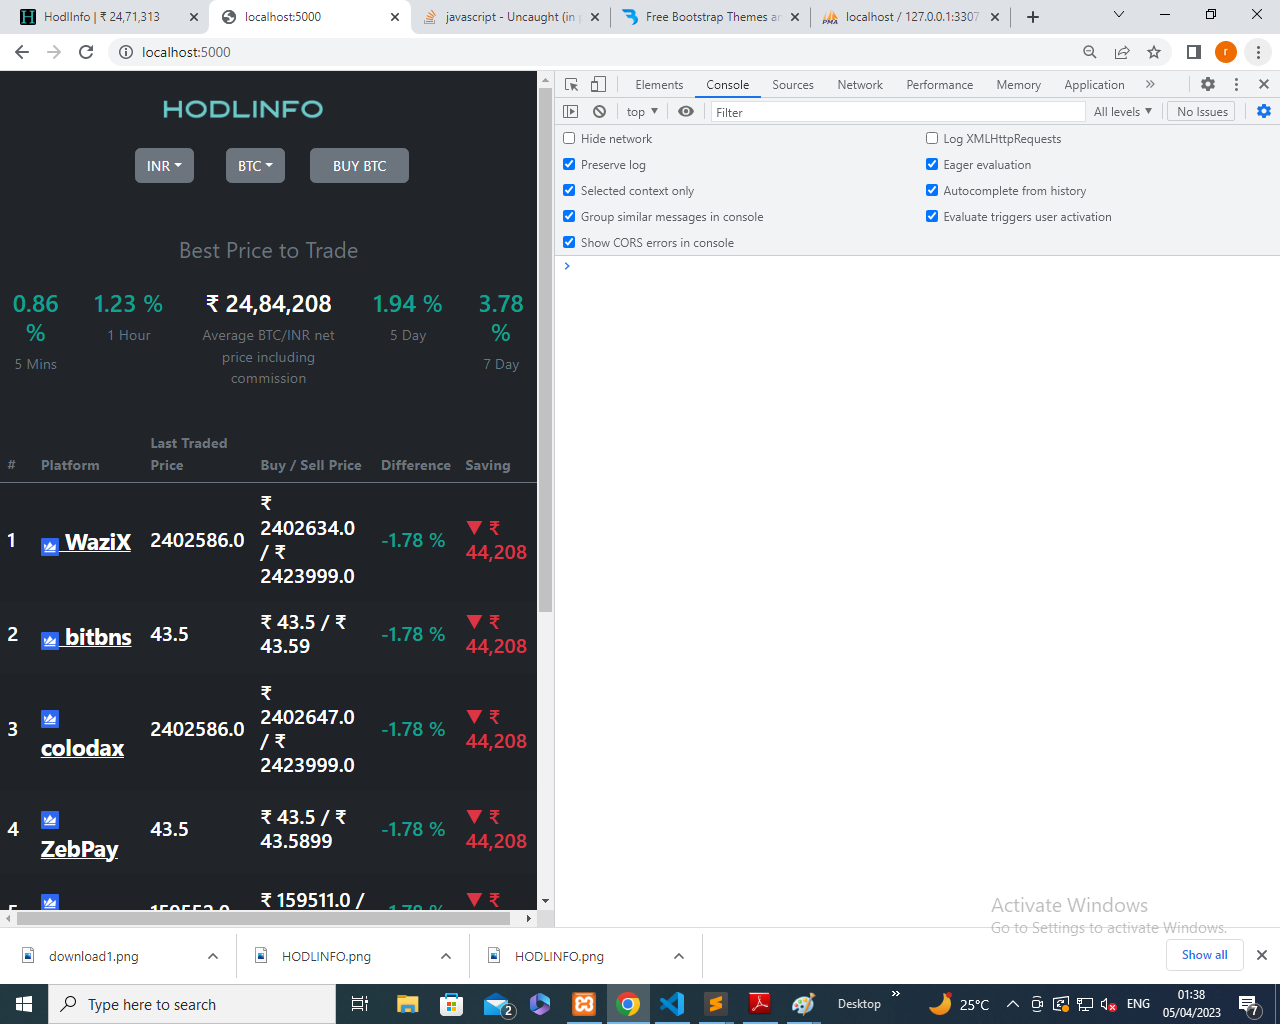 HodlInfo | ₹ 24,71,313
localhost:5000
javascript - Uncaught (in
Free Bootstrap Themes a
localhost / 127.0.0.1:3307
localhost:5000
r
Elements Console Sources Network Performance Memory Application
top Filter All levels No Issues
Hide network Log XMLHttpRequests
Preserve log Eager evaluation
Selected context only Autocomplete from history
Group similar messages in console Evaluate triggers user activation
Show CORS errors in console
HODLINFO
INR BTC BUY BTC
Best Price to Trade
0.86
%
5 Mins
1.23 %
1 Hour
₹ 24,84,208
Average BTC/INR net
price including
commission
1.94 %
5 Day
3.78
%
7 Day
# Platform Last Traded
Price Buy / Sell Price Difference Saving
1 WaziX 2402586.0 ₹
2402634.0
/ ₹
2423999.0 -1.78 % ▼ ₹
44,208
2 bitbns 43.5 ₹ 43.5 / ₹
43.59 -1.78 % ▼ ₹
44,208
3 colodax 2402586.0 ₹
2402647.0
/ ₹
2423999.0 -1.78 % ▼ ₹
44,208
4 ZebPay 43.5 ₹ 43.5 / ₹
43.5899 -1.78 % ▼ ₹
44,208
5 159552.0 ₹ 159511.0 / -1.78 % ▼ ₹
Activate Windows
Go to Settings to activate Windows.
download1.png
HODLINFO.png
HODLINFO.png
Show all
Type here to search
2
Desktop
25°C
ENG
01:38
05/04/2023
7